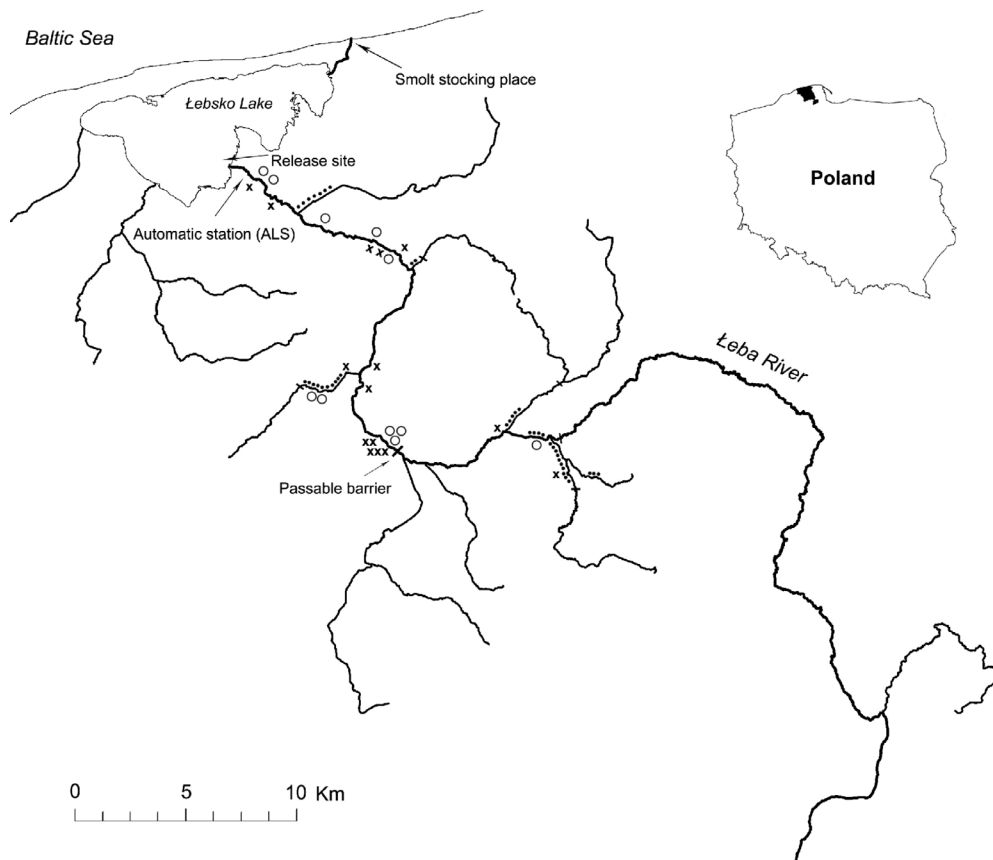 Baltic Sea
Smolt stocking place
Łebsko Lake
Release site
Poland
Automatic station (ALS)
Łeba River
Passable barrier
0 5 10 Km